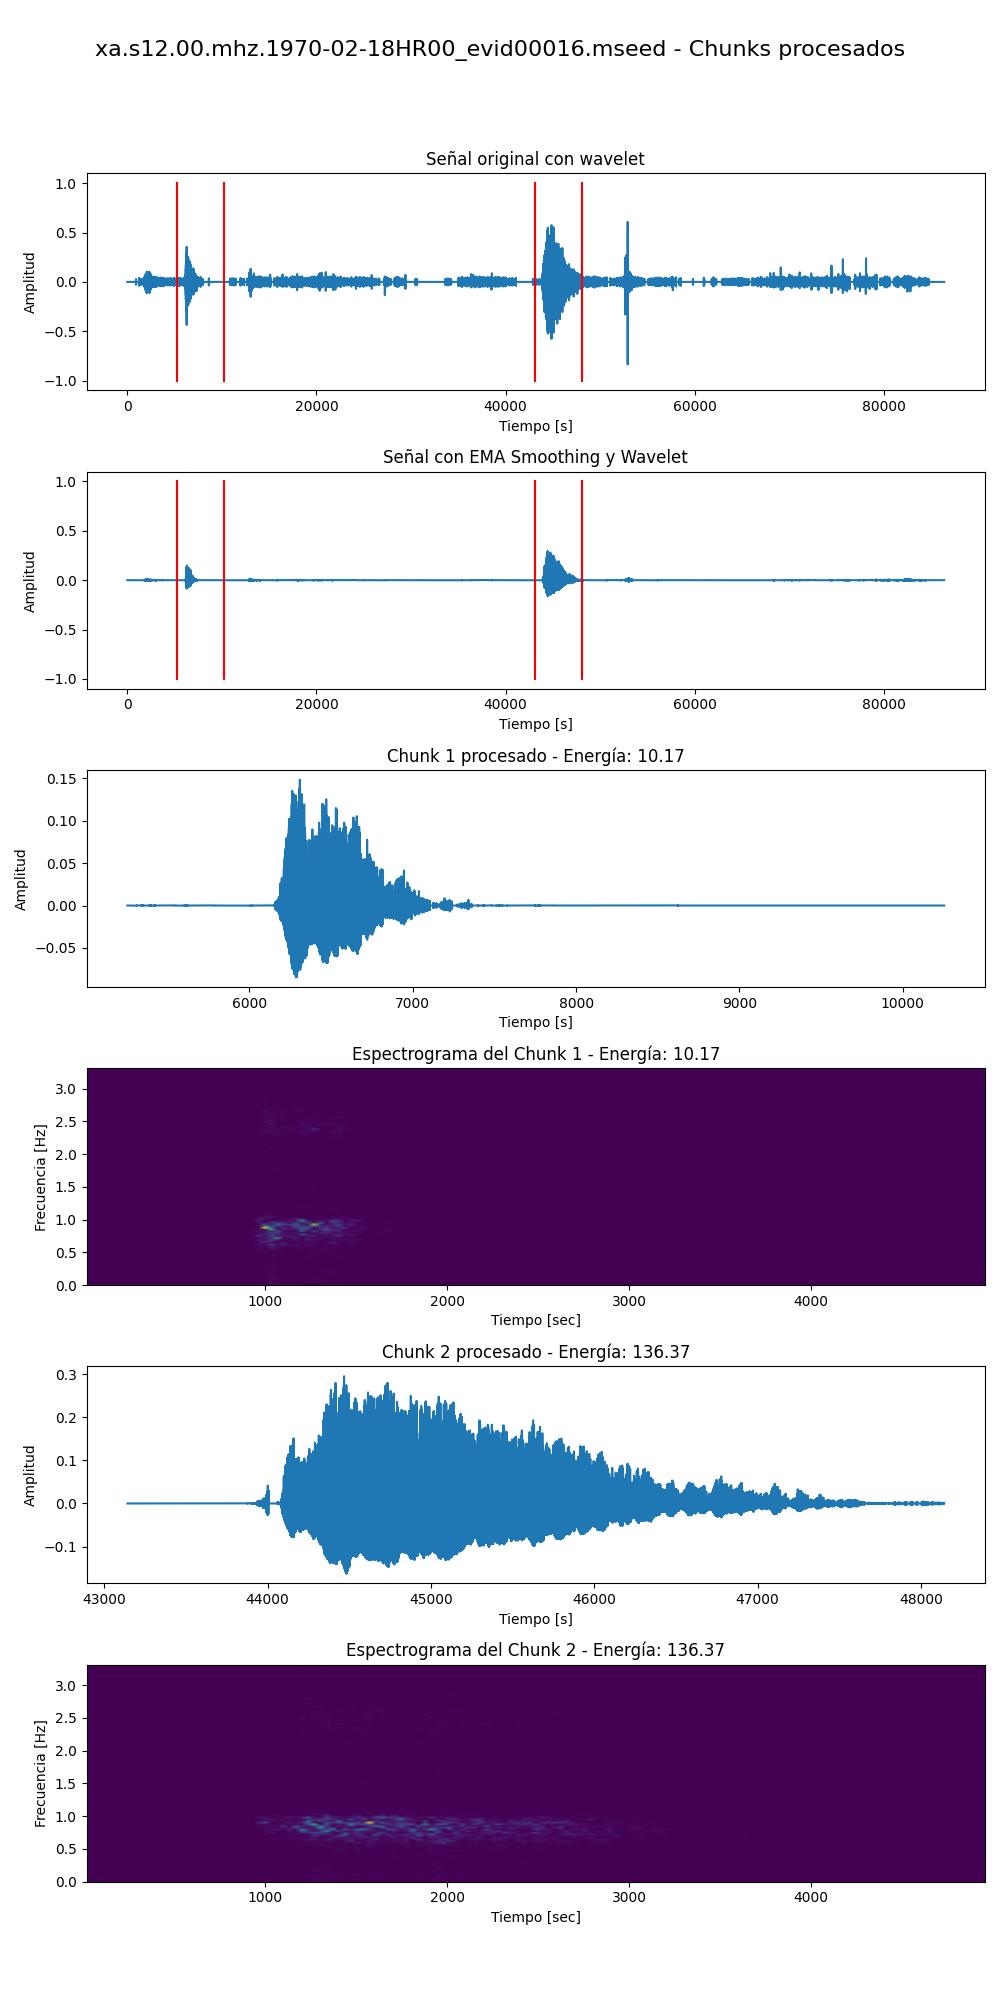 xa.s12.00.mhz.1970-02-18HR00_evid00016.mseed - Chunks procesados
Señal original con wavelet
Amplitud
1.0
0.5
0.0
−0.5
−1.0
0 20000 40000 60000 80000
Tiempo [s]
Señal con EMA Smoothing y Wavelet
Amplitud
1.0
0.5
0.0
−0.5
−1.0
0 20000 40000 60000 80000
Tiempo [s]
Chunk 1 procesado - Energía: 10.17
Amplitud
0.15
0.10
0.05
0.00
−0.05
6000 7000 8000 9000 10000
Tiempo [s]
Espectrograma del Chunk 1 - Energía: 10.17
Frecuencia [Hz]
3.0
2.5
2.0
1.5
1.0
0.5
0.0
1000 2000 3000 4000
Tiempo [sec]
Chunk 2 procesado - Energía: 136.37
Amplitud
0.3
0.2
0.1
0.0
−0.1
43000 44000 45000 46000 47000 48000
Tiempo [s]
Espectrograma del Chunk 2 - Energía: 136.37
Frecuencia [Hz]
3.0
2.5
2.0
1.5
1.0
0.5
0.0
1000 2000 3000 4000
Tiempo [sec]